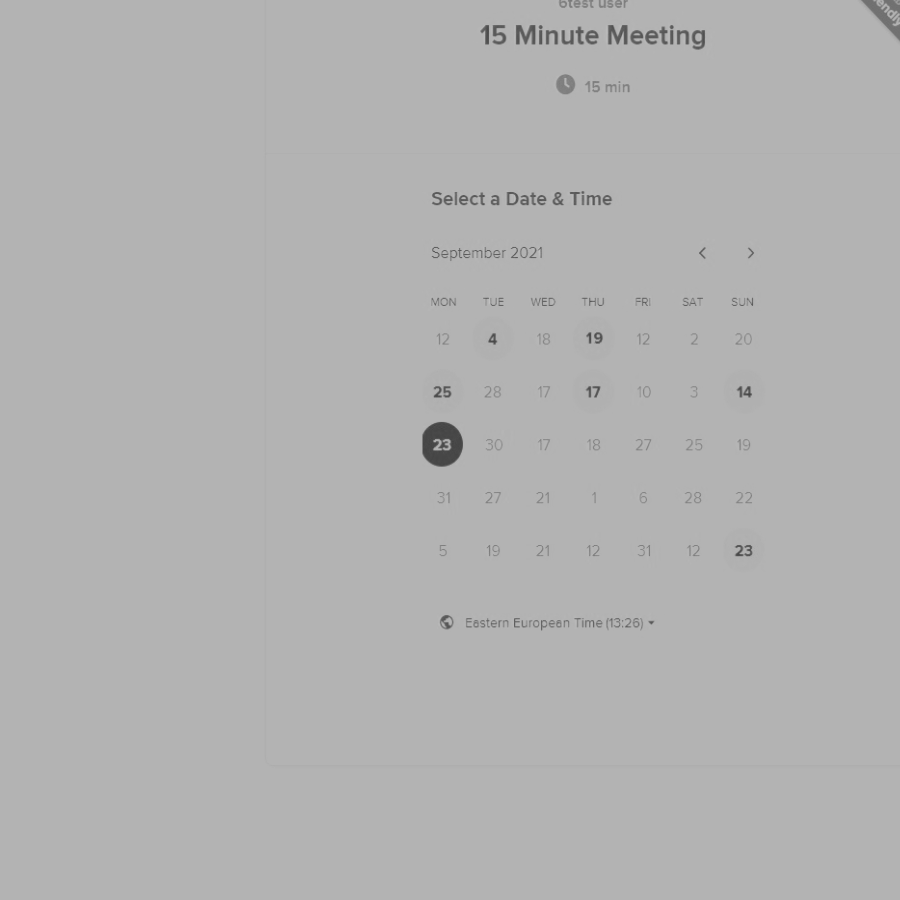 6test user
15 Minute Meeting
15 min
Select a Date & Time
September 2021
MON TUE WED THU FRI SAT SUN
12 4 18 19 12 2 20
25 28 17 17 10 3 14
23 30 17 18 27 25 19
31 27 21 1 6 28 22
5 19 21 12 31 12 23
Eastern European Time (13:26)